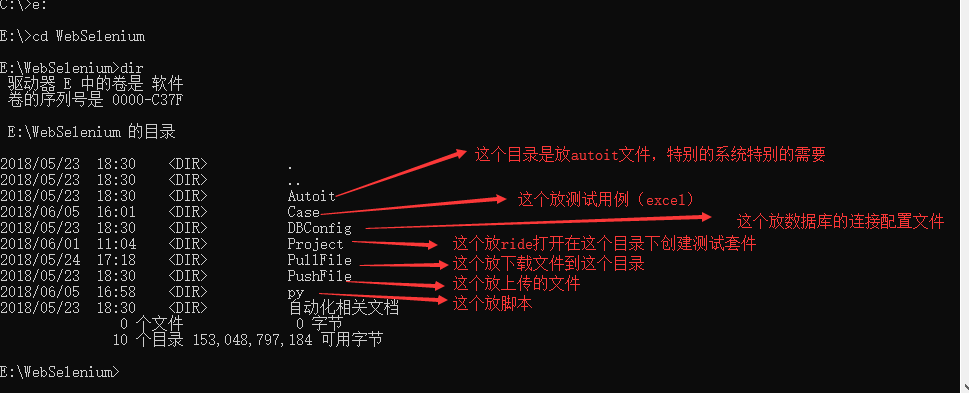 C:\>e:
E:\>cd WebSelenium
E:\WebSelenium>dir
驱动器 E 中的卷是 软件
卷的序列号是 0000-C37F
E:\WebSelenium 的目录
2018/05/23  18:30    <DIR>          .
2018/05/23  18:30    <DIR>          ..
2018/05/23  18:30    <DIR>          Autoit 这个目录是放autoit文件，特别的系统特别的需要
2018/06/05  16:01    <DIR>          Case 这个放测试用例（excel）
2018/05/23  18:30    <DIR>          DBConfig 这个放数据库的连接配置文件
2018/06/01  11:04    <DIR>          Project 这个放ride打开在这个目录下创建测试套件
2018/05/24  17:18    <DIR>          PullFile 这个放下载文件到这个目录
2018/05/23  18:30    <DIR>          PushFile 这个放上传的文件
2018/06/05  16:58    <DIR>          py 这个放脚本
2018/05/23  18:30    <DIR>          自动化相关文档
0 个文件              0 字节
10 个目录 153,048,797,184 可用字节
E:\WebSelenium>